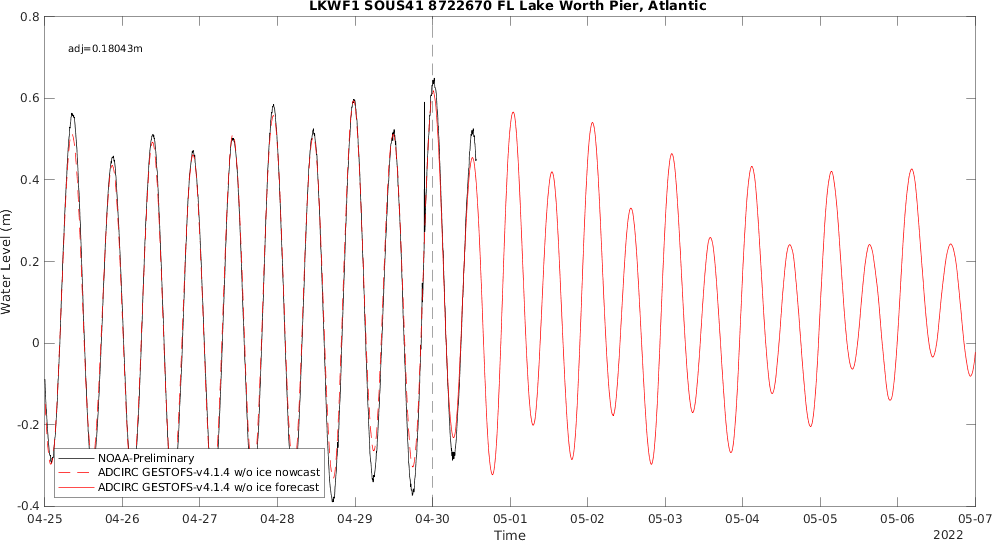 LKWF1 SOUS41 8722670 FL Lake Worth Pier, Atlantic
adj=0.18043m
0.8
0.6
0.4
0.2
0
-0.2
-0.4
Water Level (m)
NOAA-Preliminary
ADCIRC GESTOFS-v4.1.4 w/o ice nowcast
ADCIRC GESTOFS-v4.1.4 w/o ice forecast
04-25 04-26 04-27 04-28 04-29 04-30 05-01 05-02 05-03 05-04 05-05 05-06 05-07
Time
2022